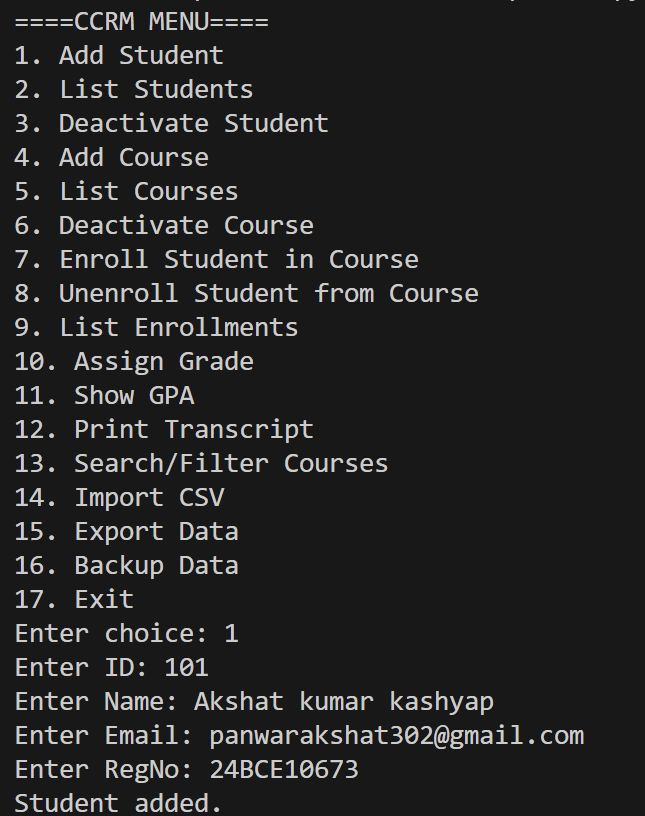 ====CCRM MENU====
1. Add Student
2. List Students
3. Deactivate Student
4. Add Course
5. List Courses
6. Deactivate Course
7. Enroll Student in Course
8. Unenroll Student from Course
9. List Enrollments
10. Assign Grade
11. Show GPA
12. Print Transcript
13. Search/Filter Courses
14. Import CSV
15. Export Data
16. Backup Data
17. Exit
Enter choice: 1
Enter ID: 101
Enter Name: Akshat kumar kashyap
Enter Email: panwarakshat302@gmail.com
Enter RegNo: 24BCE10673
Student added.